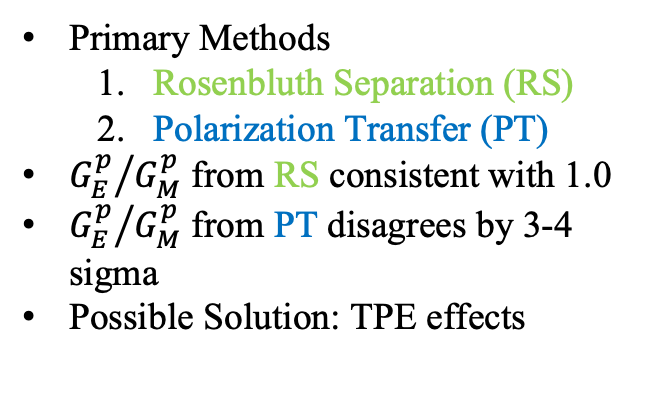 • Primary Methods
1. Rosenbluth Separation (RS)
2. Polarization Transfer (PT)
• $G_E^p/G_M^p$ from RS consistent with 1.0
• $G_E^p/G_M^p$ from PT disagrees by 3-4
sigma
• Possible Solution: TPE effects